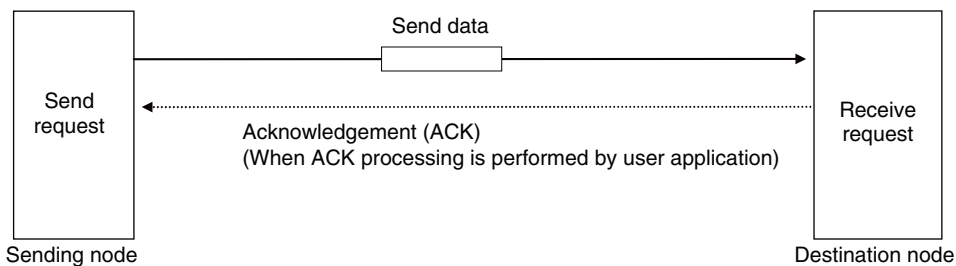 Send data
Send
request
Receive
request
Acknowledgement (ACK)
(When ACK processing is performed by user application)
Sending node
Destination node